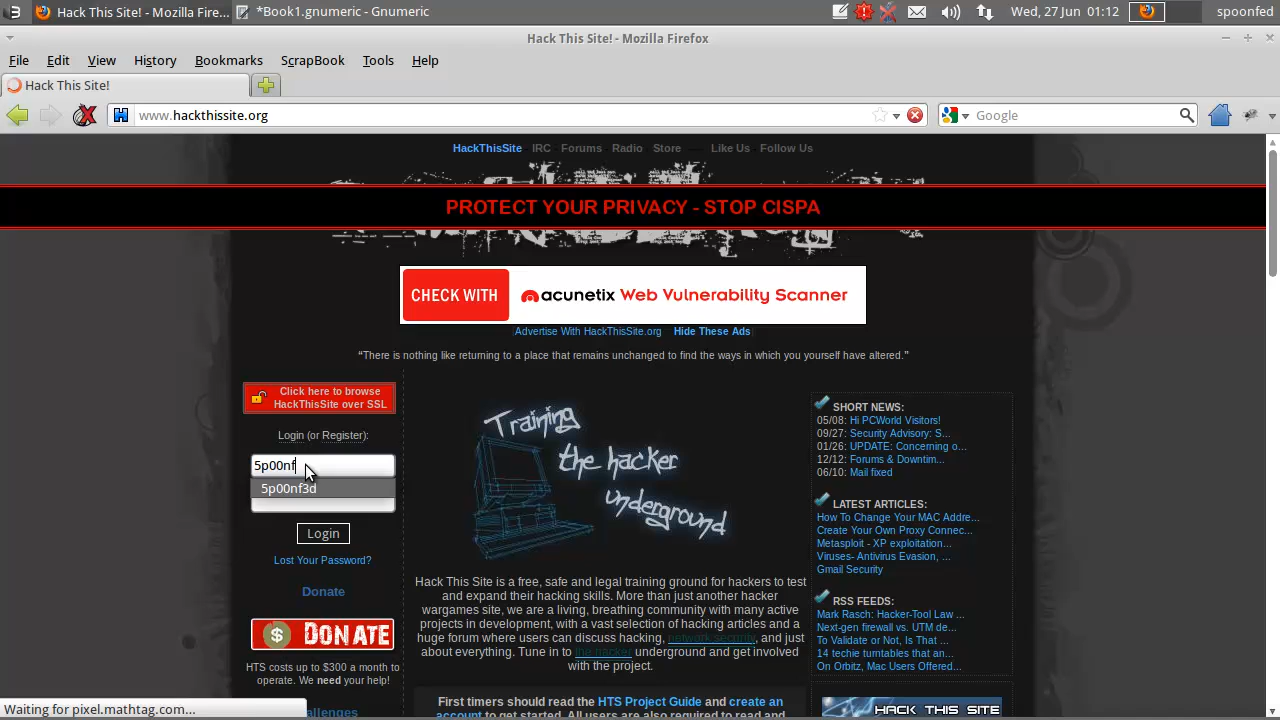 Hack This Site! - Mozilla Fire...
*Book1.gnumeric - Gnumeric
Wed, 27 Jun 01:12
spoonfed
Hack This Site! - Mozilla Firefox
File Edit View History Bookmarks ScrapBook Tools Help
Hack This Site!
www.hackthissite.org
Google
HackThisSite IRC Forums Radio Store Like Us Follow Us
PROTECT YOUR PRIVACY - STOP CISPA
CHECK WITH
acunetix Web Vulnerability Scanner
Advertise With HackThisSite.org Hide These Ads
“There is nothing like returning to a place that remains unchanged to find the ways in which you yourself have altered.”
Click here to browse
HackThisSite over SSL
Login (or Register):
5p00nf
5p00nf3d
Login
Lost Your Password?
Donate
DONATE
HTS costs up to $300 a month to
operate. We need your help!
allenges
Training
the hacker
underground
Hack This Site is a free, safe and legal training ground for hackers to test
and expand their hacking skills. More than just another hacker
wargames site, we are a living, breathing community with many active
projects in development, with a vast selection of hacking articles and a
huge forum where users can discuss hacking, network security, and just
about everything. Tune in to the hacker underground and get involved
with the project.
First timers should read the HTS Project Guide and create an
account to get started. All users are also required to read and
SHORT NEWS:
05/08: Hi PCWorld Visitors!
09/27: Security Advisory: S...
01/26: UPDATE: Concerning o...
12/12: Forums & Downtim...
06/10: Mail fixed
LATEST ARTICLES:
How To Change Your MAC Addre...
Create Your Own Proxy Connec...
Metasploit - XP exploitation...
Viruses- Antivirus Evasion, ...
Gmail Security
RSS FEEDS:
Mark Rasch: Hacker-Tool Law ...
Next-gen firewall vs. UTM de...
To Validate or Not, Is That ...
14 techie turntables that an...
On Orbitz, Mac Users Offered...
HACK THIS SITE
Waiting for pixel.mathtag.com...